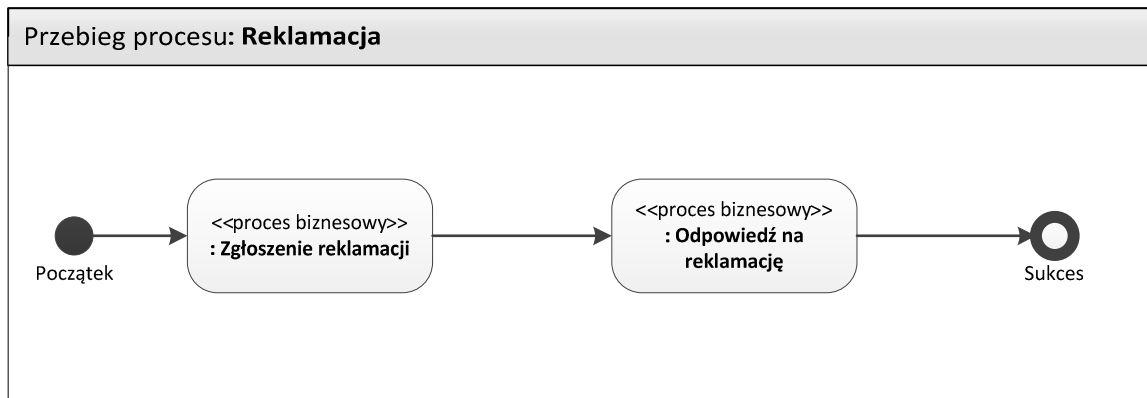 Przebieg procesu: Reklamacja
<<proces biznesowy>>
: Zgłoszenie reklamacji
<<proces biznesowy>>
: Odpowiedź na
reklamację
Początek
Sukces